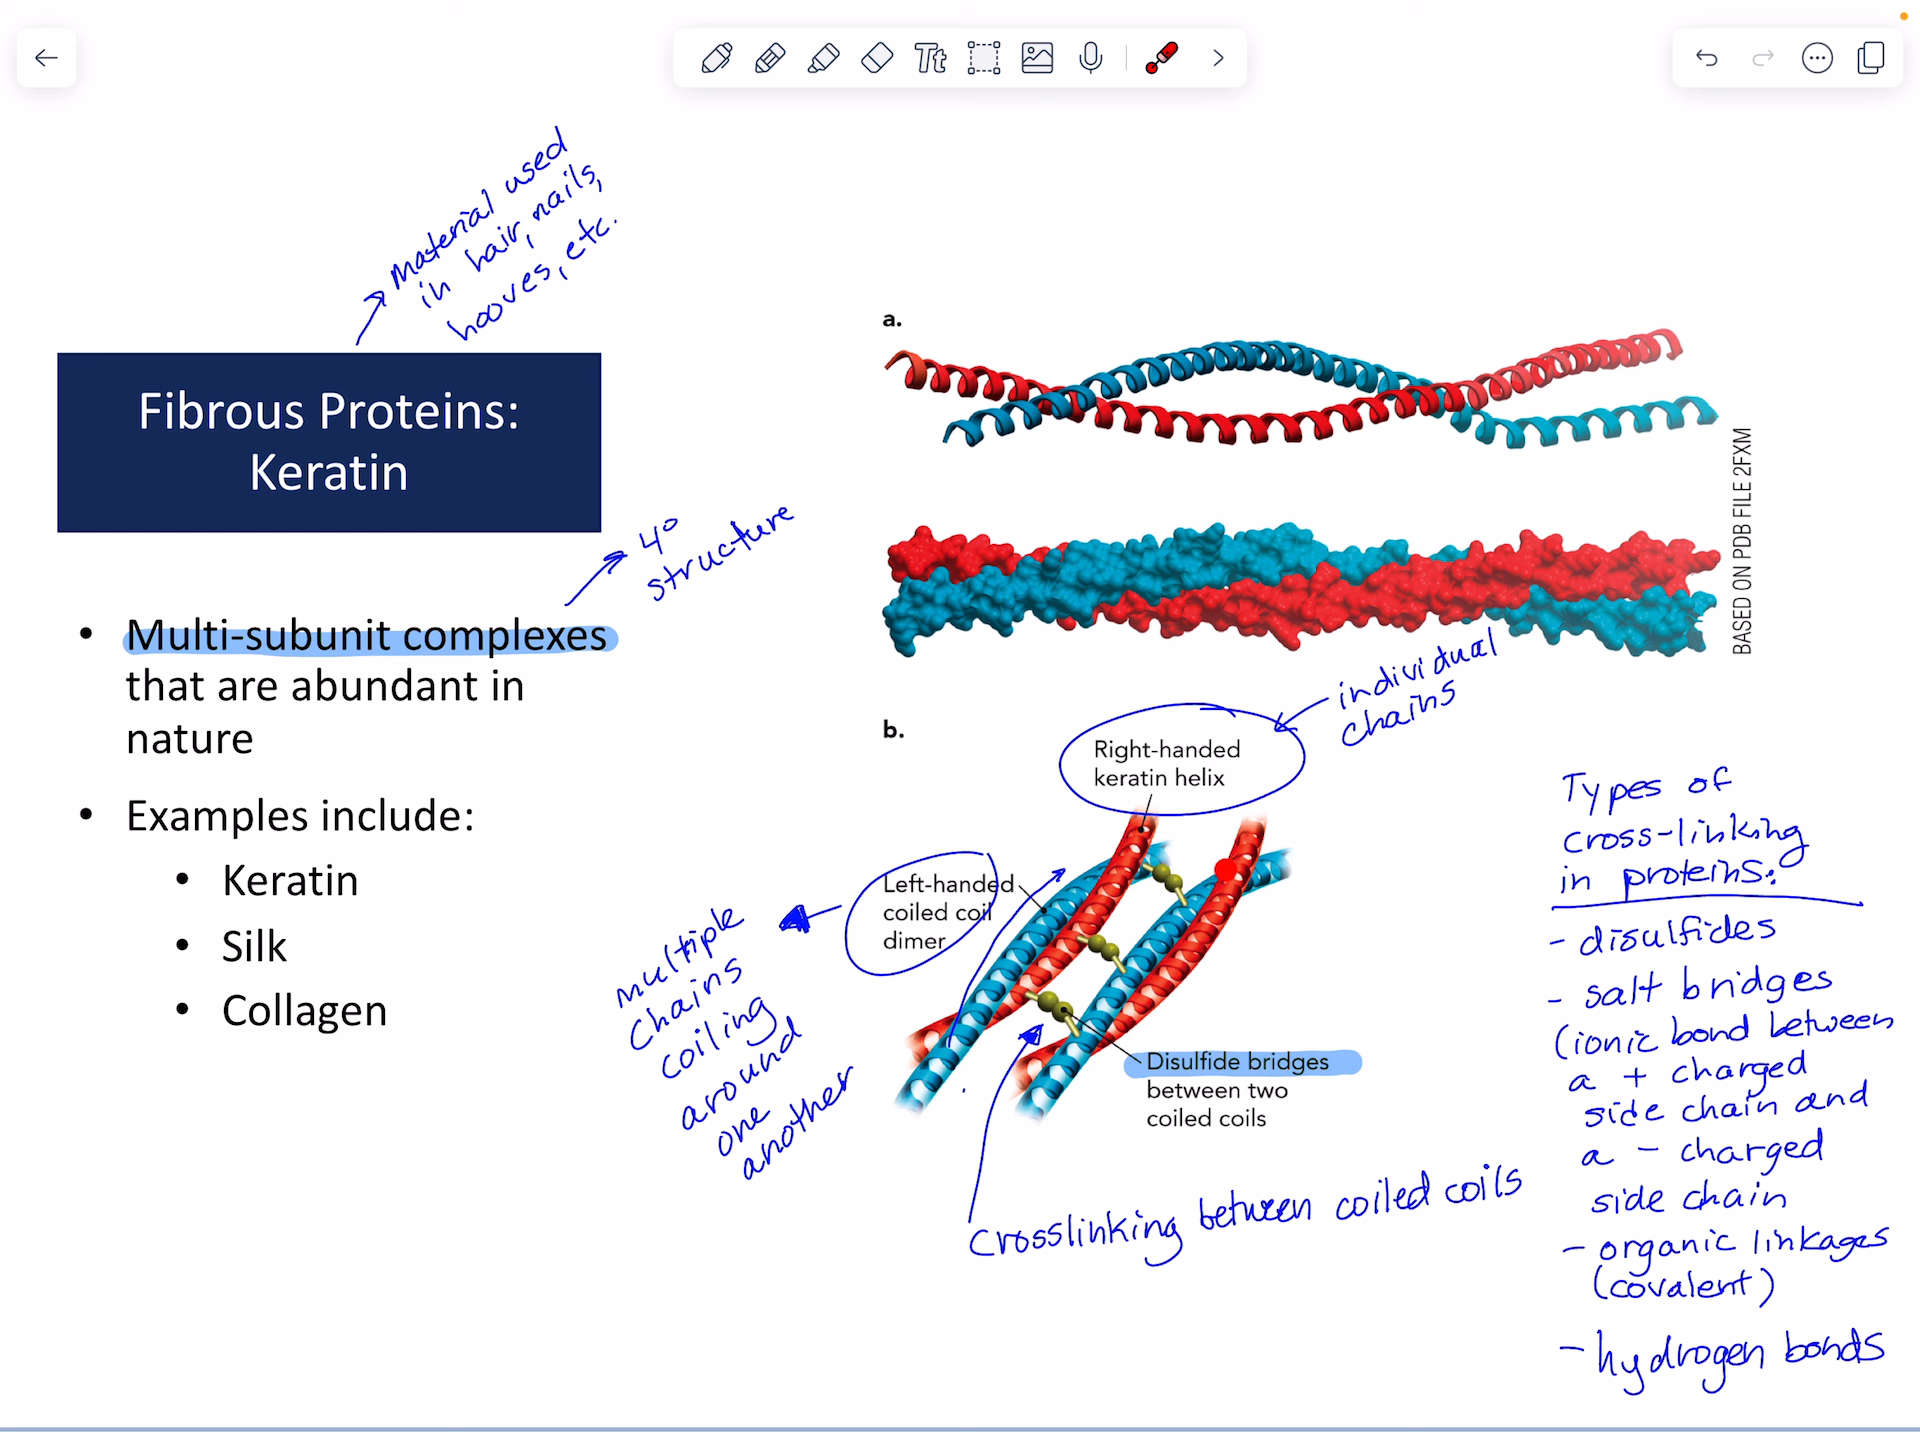 Material used
in hair, nails,
hooves, etc.
Fibrous Proteins:
Keratin
4°
structure
• Multi-subunit complexes
that are abundant in
nature
• Examples include:
• Keratin
• Silk
• Collagen
a.
BASED ON PDB FILE 2FXM
b.
individual
chains
Right-handed
keratin helix
Left-handed
coiled coil
dimer
multiple
chains
coiling
around
one
another
Disulfide bridges
between two
coiled coils
Crosslinking between coiled coils
Types of
cross-linking
in proteins:
- disulfides
- salt bridges
(ionic bond between
a + charged
side chain and
a - charged
side chain
- organic linkages
(covalent)
- hydrogen bonds
Tt